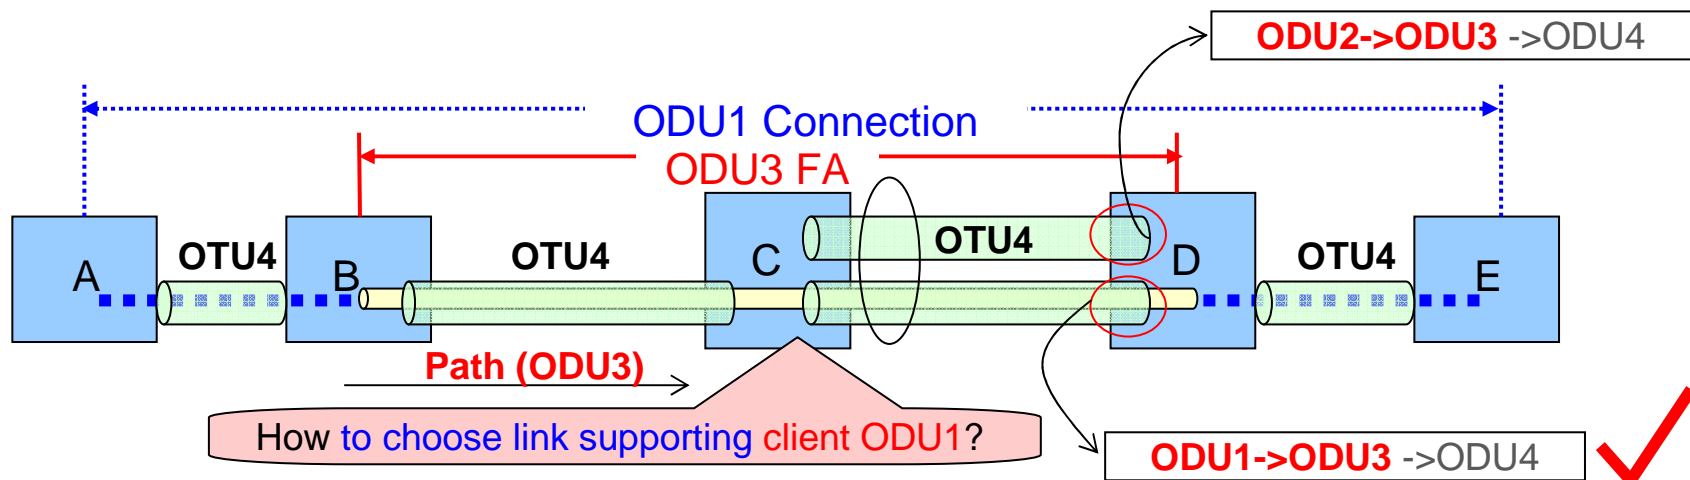 ODU2->ODU3 ->ODU4
ODU1 Connection
ODU3 FA
A
OTU4
B
OTU4
C
OTU4
D
OTU4
E
Path (ODU3)
How to choose link supporting client ODU1?
ODU1->ODU3 ->ODU4